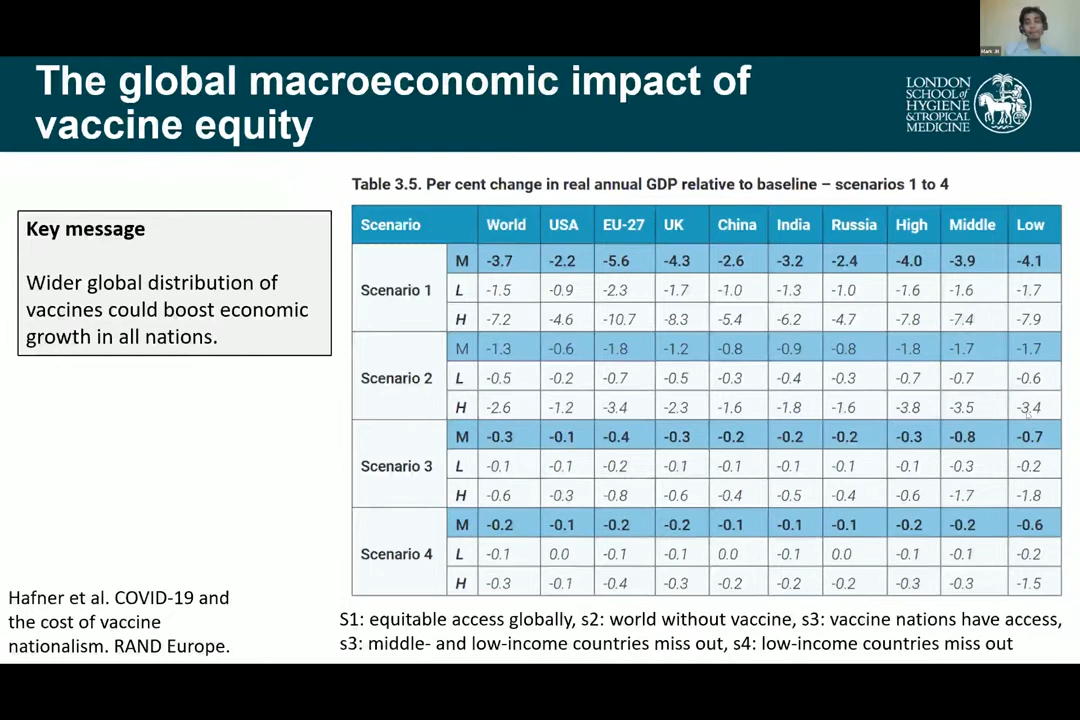 Mark Jit
The global macroeconomic impact of
vaccine equity
LONDON
SCHOOL of
HYGIENE
&TROPICAL
MEDICINE
Key message
Wider global distribution of
vaccines could boost economic
growth in all nations.
Table 3.5. Per cent change in real annual GDP relative to baseline – scenarios 1 to 4
Scenario World USA EU-27 UK China India Russia High Middle Low
Scenario 1
M -3.7 -2.2 -5.6 -4.3 -2.6 -3.2 -2.4 -4.0 -3.9 -4.1
L -1.5 -0.9 -2.3 -1.7 -1.0 -1.3 -1.0 -1.6 -1.6 -1.7
H -7.2 -4.6 -10.7 -8.3 -5.4 -6.2 -4.7 -7.8 -7.4 -7.9
Scenario 2
M -1.3 -0.6 -1.8 -1.2 -0.8 -0.9 -0.8 -1.8 -1.7 -1.7
L -0.5 -0.2 -0.7 -0.5 -0.3 -0.4 -0.3 -0.7 -0.7 -0.6
H -2.6 -1.2 -3.4 -2.3 -1.6 -1.8 -1.6 -3.8 -3.5 -3.4
Scenario 3
M -0.3 -0.1 -0.4 -0.3 -0.2 -0.2 -0.2 -0.3 -0.8 -0.7
L -0.1 -0.1 -0.2 -0.1 -0.1 -0.1 -0.1 -0.1 -0.3 -0.2
H -0.6 -0.3 -0.8 -0.6 -0.4 -0.5 -0.4 -0.6 -1.7 -1.8
Scenario 4
M -0.2 -0.1 -0.2 -0.2 -0.1 -0.1 -0.1 -0.2 -0.2 -0.6
L -0.1 0.0 -0.1 -0.1 0.0 -0.1 0.0 -0.1 -0.1 -0.2
H -0.3 -0.1 -0.4 -0.3 -0.2 -0.2 -0.2 -0.3 -0.3 -1.5
Hafner et al. COVID-19 and
the cost of vaccine
nationalism. RAND Europe.
S1: equitable access globally, s2: world without vaccine, s3: vaccine nations have access,
s3: middle- and low-income countries miss out, s4: low-income countries miss out